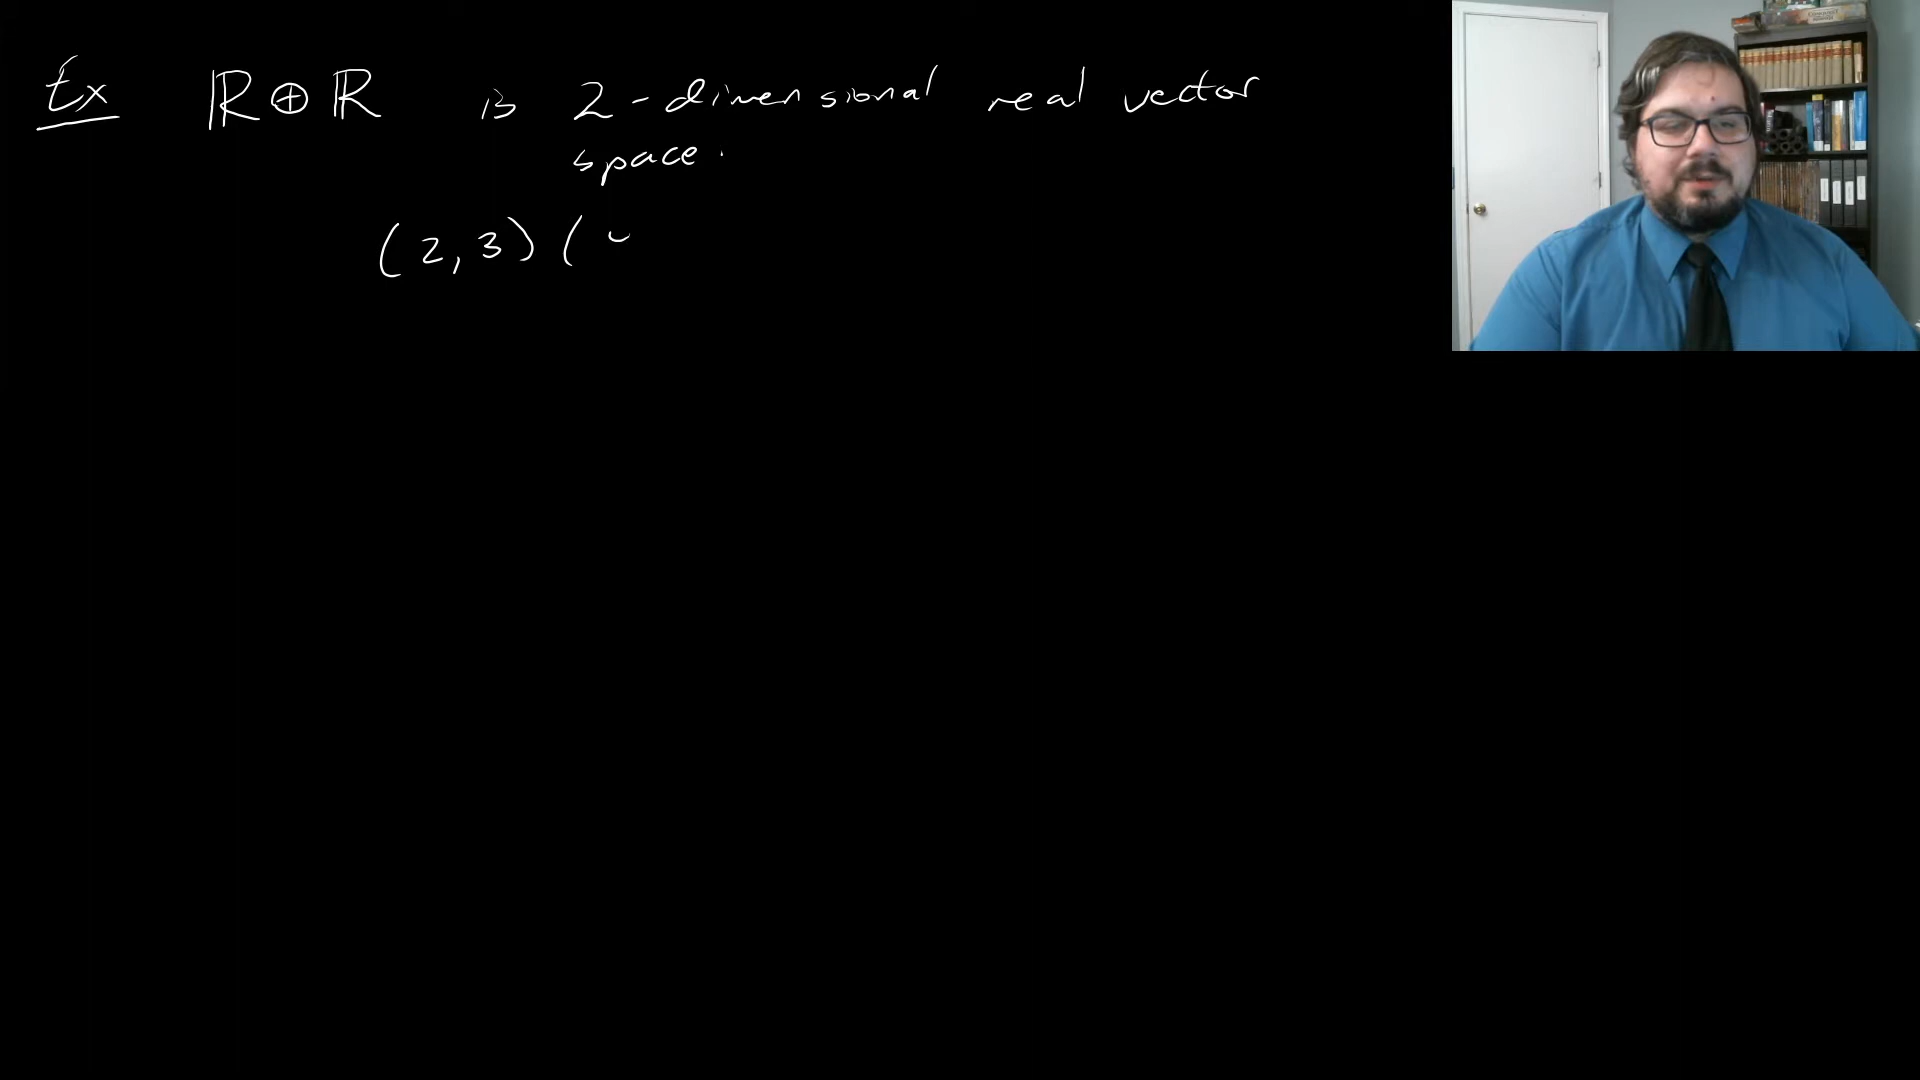 Ex ℝ⊕ℝ is 2-dimensional real vector
space.
(2,3)(